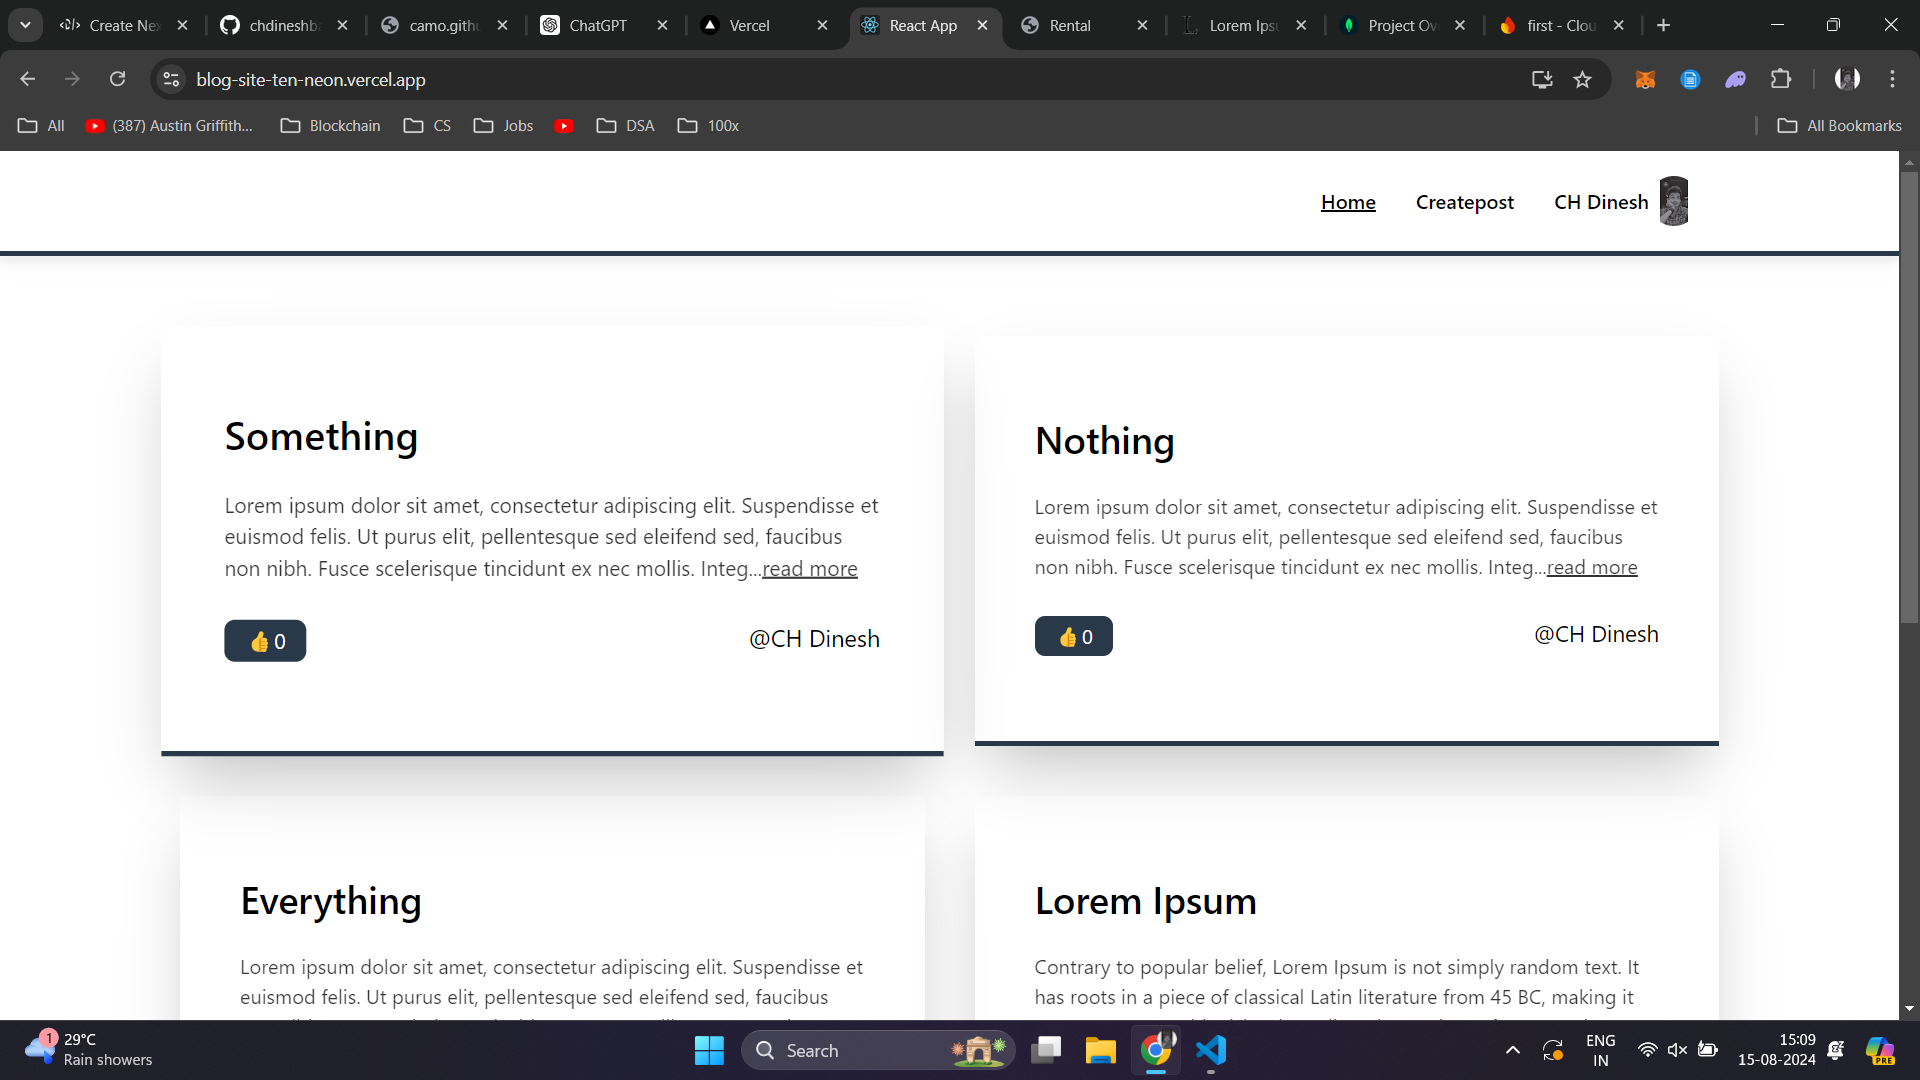 Create Nex
chdineshba
camo.githu
ChatGPT
Vercel
React App
Rental
Lorem Ips
Project Ov
first - Clou
blog-site-ten-neon.vercel.app
All
(387) Austin Griffith...
Blockchain
CS
Jobs
DSA
100x
All Bookmarks
Home
Createpost
CH Dinesh
Something
Lorem ipsum dolor sit amet, consectetur adipiscing elit. Suspendisse et
euismod felis. Ut purus elit, pellentesque sed eleifend sed, faucibus
non nibh. Fusce scelerisque tincidunt ex nec mollis. Integ...read more
👍 0
@CH Dinesh
Nothing
Lorem ipsum dolor sit amet, consectetur adipiscing elit. Suspendisse et
euismod felis. Ut purus elit, pellentesque sed eleifend sed, faucibus
non nibh. Fusce scelerisque tincidunt ex nec mollis. Integ...read more
👍 0
@CH Dinesh
Everything
Lorem ipsum dolor sit amet, consectetur adipiscing elit. Suspendisse et
euismod felis. Ut purus elit, pellentesque sed eleifend sed, faucibus
Lorem Ipsum
Contrary to popular belief, Lorem Ipsum is not simply random text. It
has roots in a piece of classical Latin literature from 45 BC, making it
1
29°C
Rain showers
Search
ENG
IN
15:09
15-08-2024
PRE